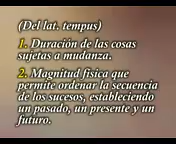 (Del lat. tempus)
1. Duración de las cosas
sujetas a mudanza.
2. Magnitud física que
permite ordenar la secuencia
de los sucesos, estableciendo
un pasado, un presente y un
futuro.